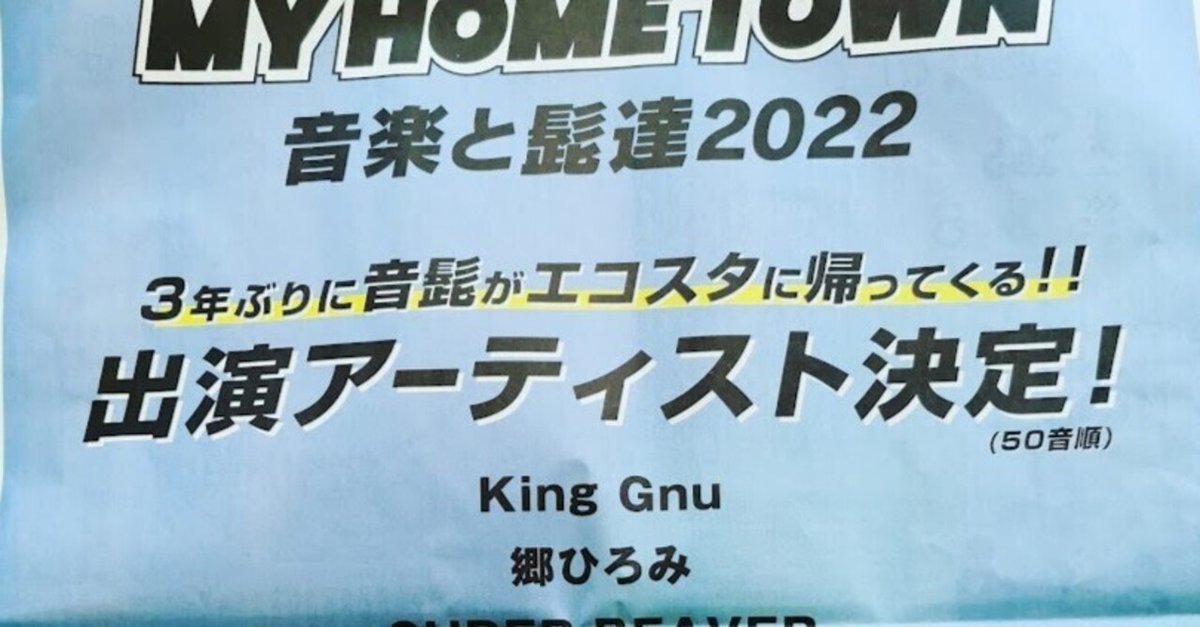 MY HOME TOWN
音楽と髭達2022
3年ぶりに音髭がエコスタに帰ってくる!!
出演アーティスト決定!
(50音順)
King Gnu
郷ひろみ
SUPER BEAVER